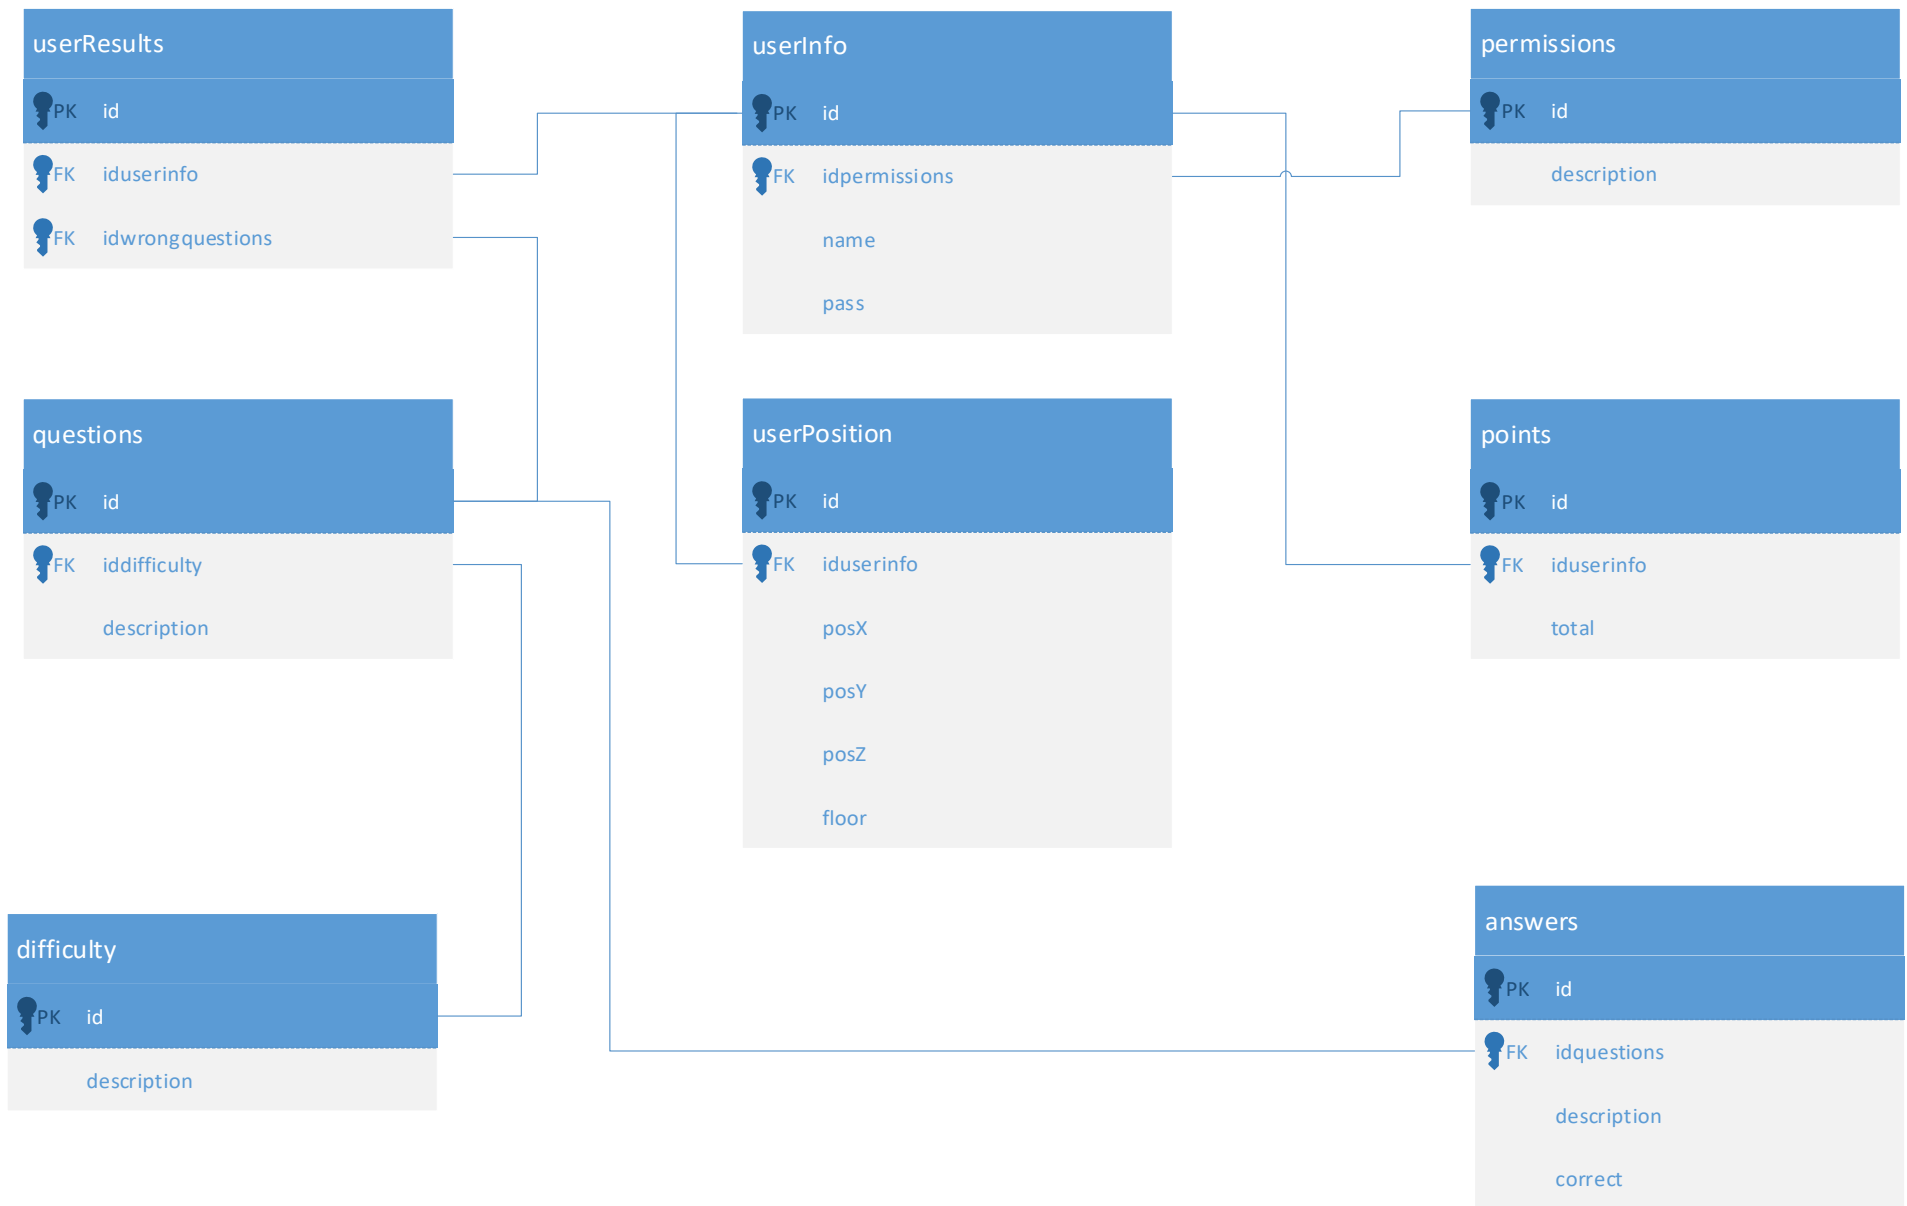 userResults
PK id
FK iduserinfo
FK idwrongquestions
userInfo
PK id
FK idpermissions
name
pass
permissions
PK id
description
questions
PK id
FK iddifficulty
description
userPosition
PK id
FK iduserinfo
posX
posY
posZ
floor
points
PK id
FK iduserinfo
total
difficulty
PK id
description
answers
PK id
FK idquestions
description
correct